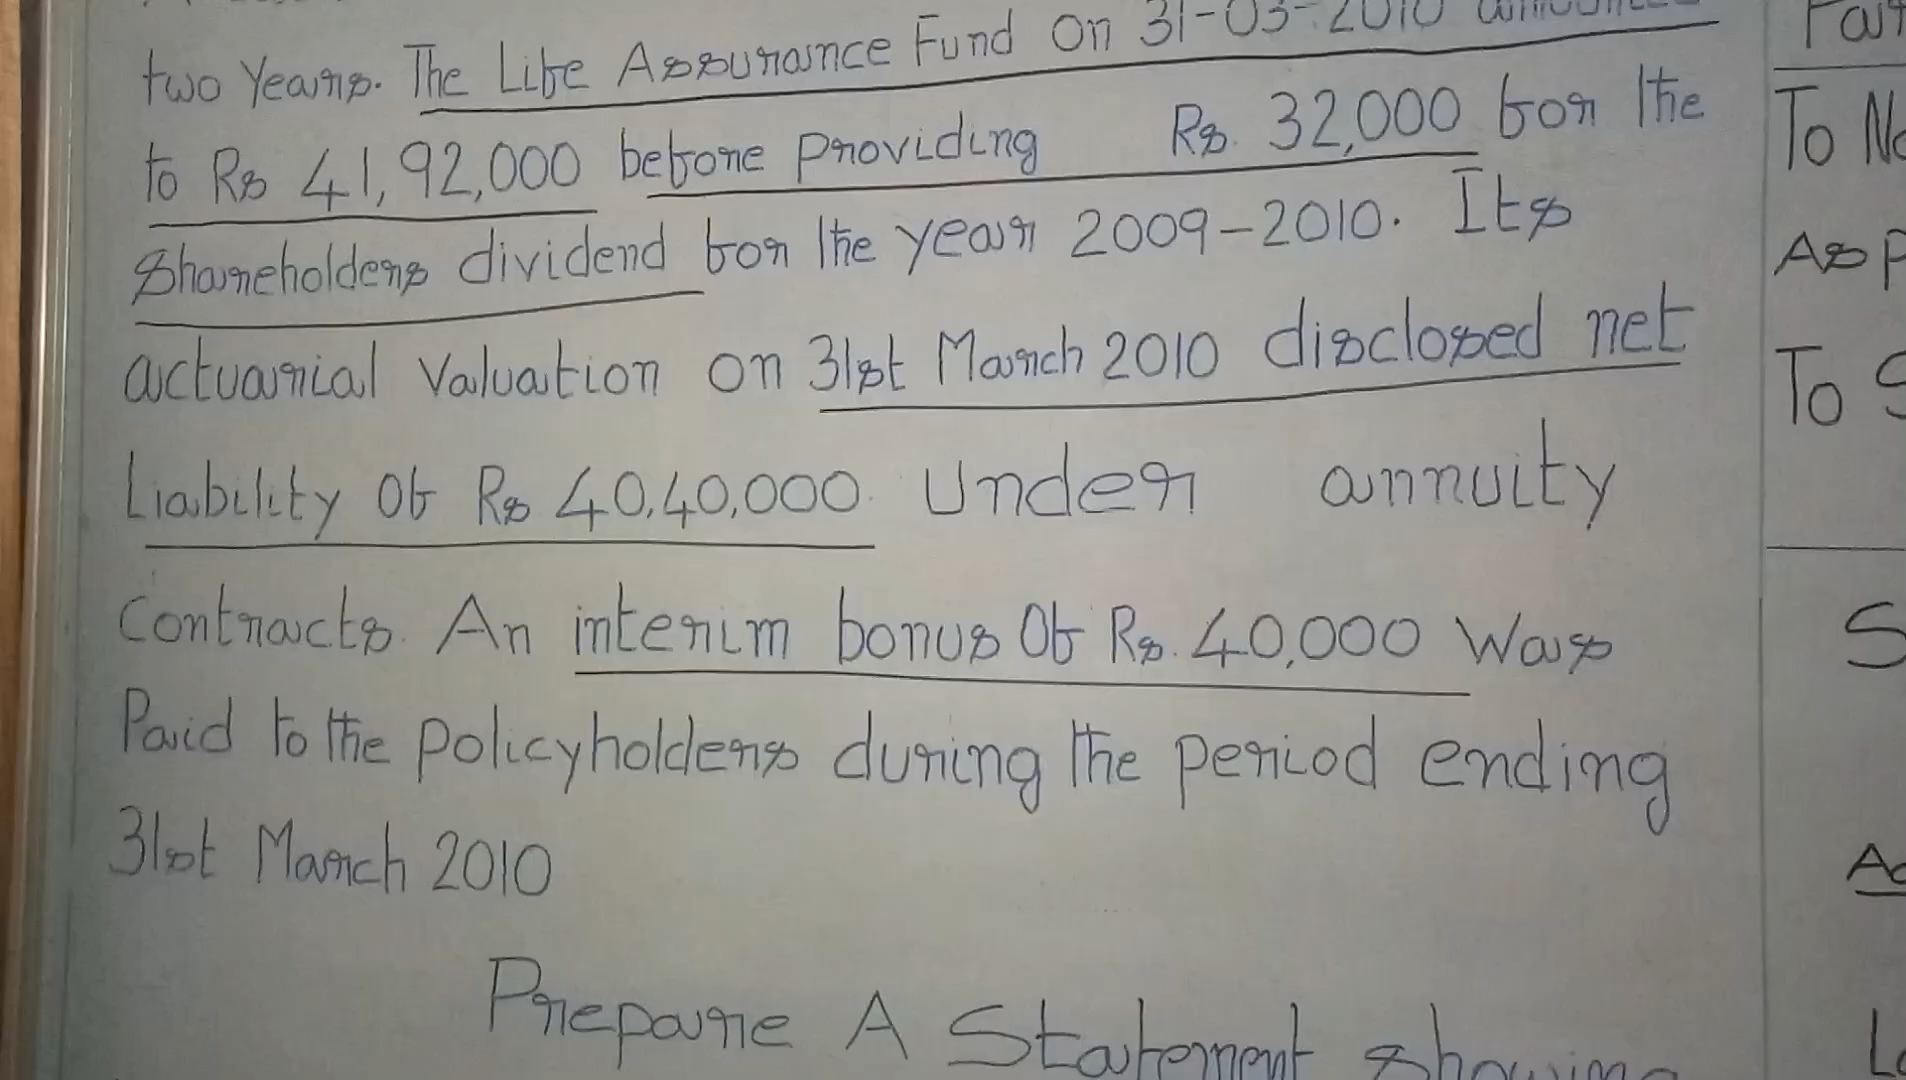 two Years. The Life Assurance Fund On 31-03-2010 amounted
to Rs 41,92,000 before Providing Rs. 32,000 for the
Shareholders dividend for the year 2009-2010. Its
actuarial Valuation on 31st March 2010 disclosed net
Liability Of Rs 40,40,000. Under annuity
Contracts. An interim bonus Of Rs. 40,000 Was
Paid to the Policyholders during the period ending
31st March 2010
Prepare A Statement showing
To
As P
To
S